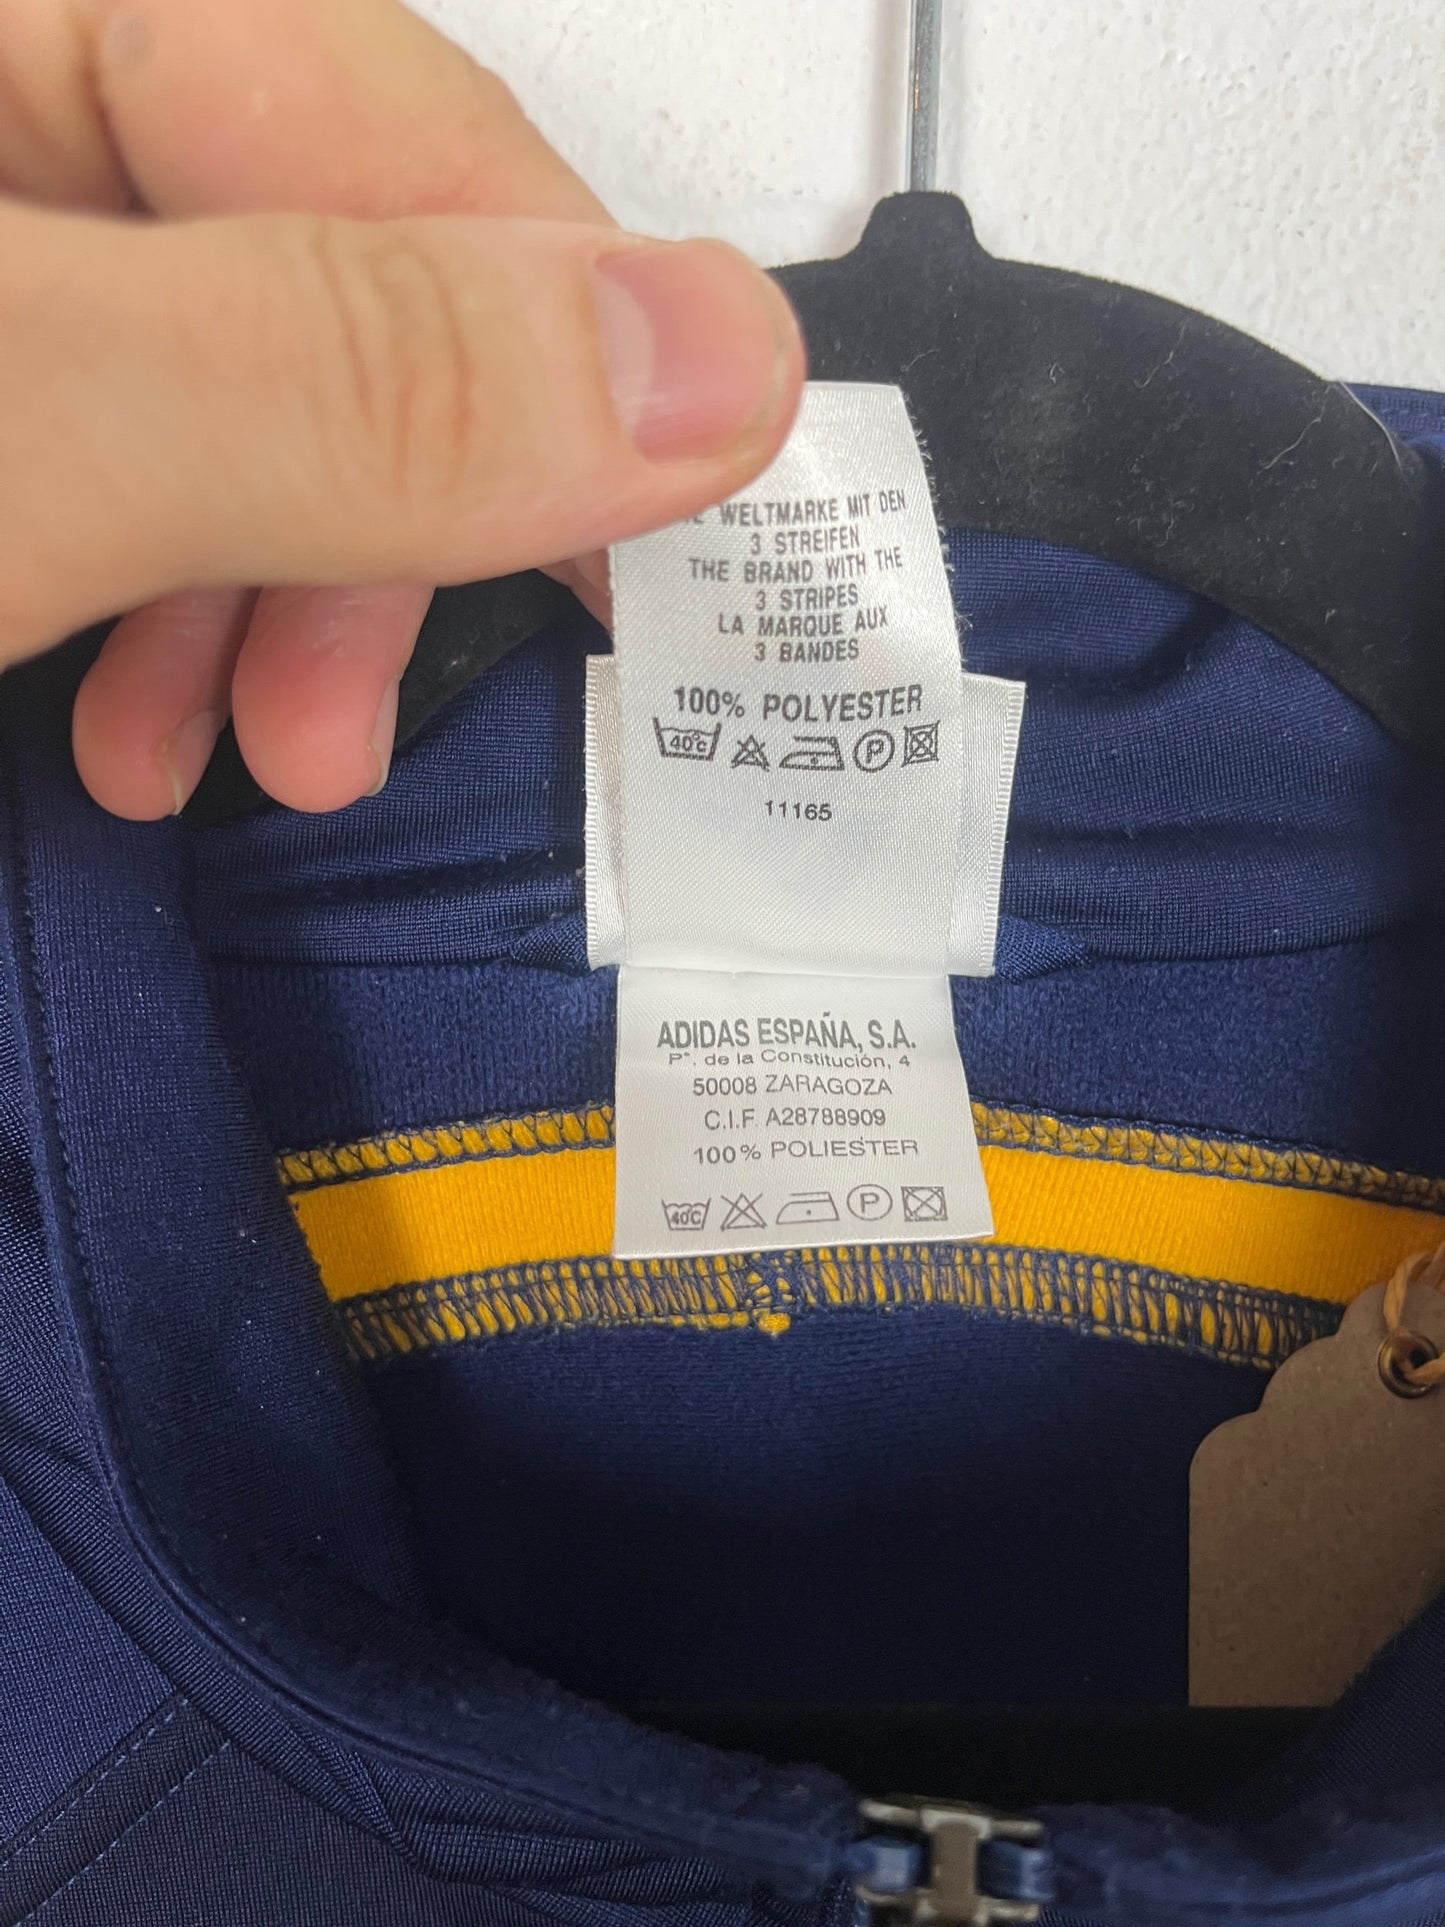 WELTMARKE MIT DEN
3 STREIFEN
THE BRAND WITH THE
3 STRIPES
LA MARQUE AUX
3 BANDES
100% POLYESTER
40°C P
11165
ADIDAS ESPAÑA, S.A.
P°. de la Constitución, 4
50008 ZARAGOZA
C.I.F. A28788909
100% POLIESTER
40°C P